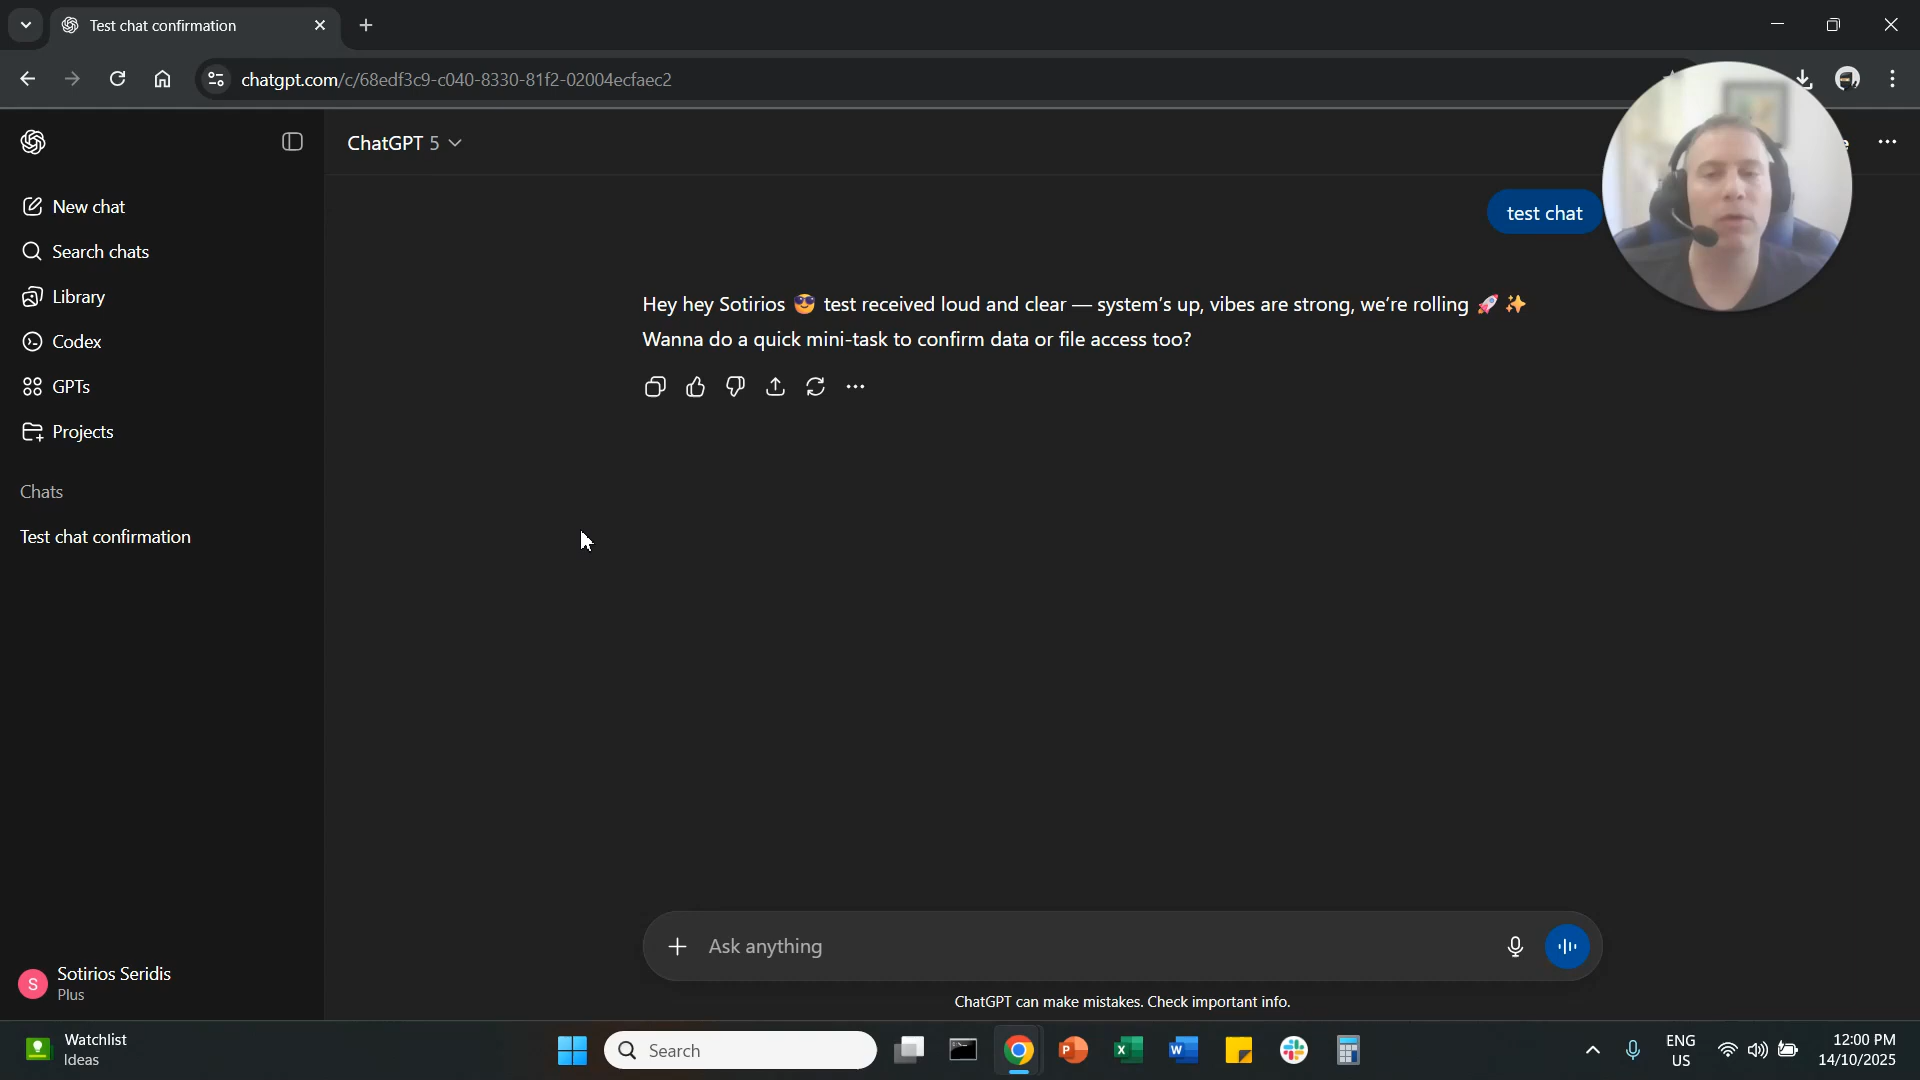 Test chat confirmation
chatgpt.com/c/68edf3c9-c040-8330-81f2-02004ecfaec2
ChatGPT 5
New chat
Search chats
Library
Codex
GPTs
Projects
Chats
Test chat confirmation
test chat
Hey hey Sotirios 😎 test received loud and clear — system's up, vibes are strong, we're rolling 🚀✨
Wanna do a quick mini-task to confirm data or file access too?
Ask anything
ChatGPT can make mistakes. Check important info.
S
Sotirios Seridis
Plus
Watchlist
Ideas
Search
ENG
US
12:00 PM
14/10/2025